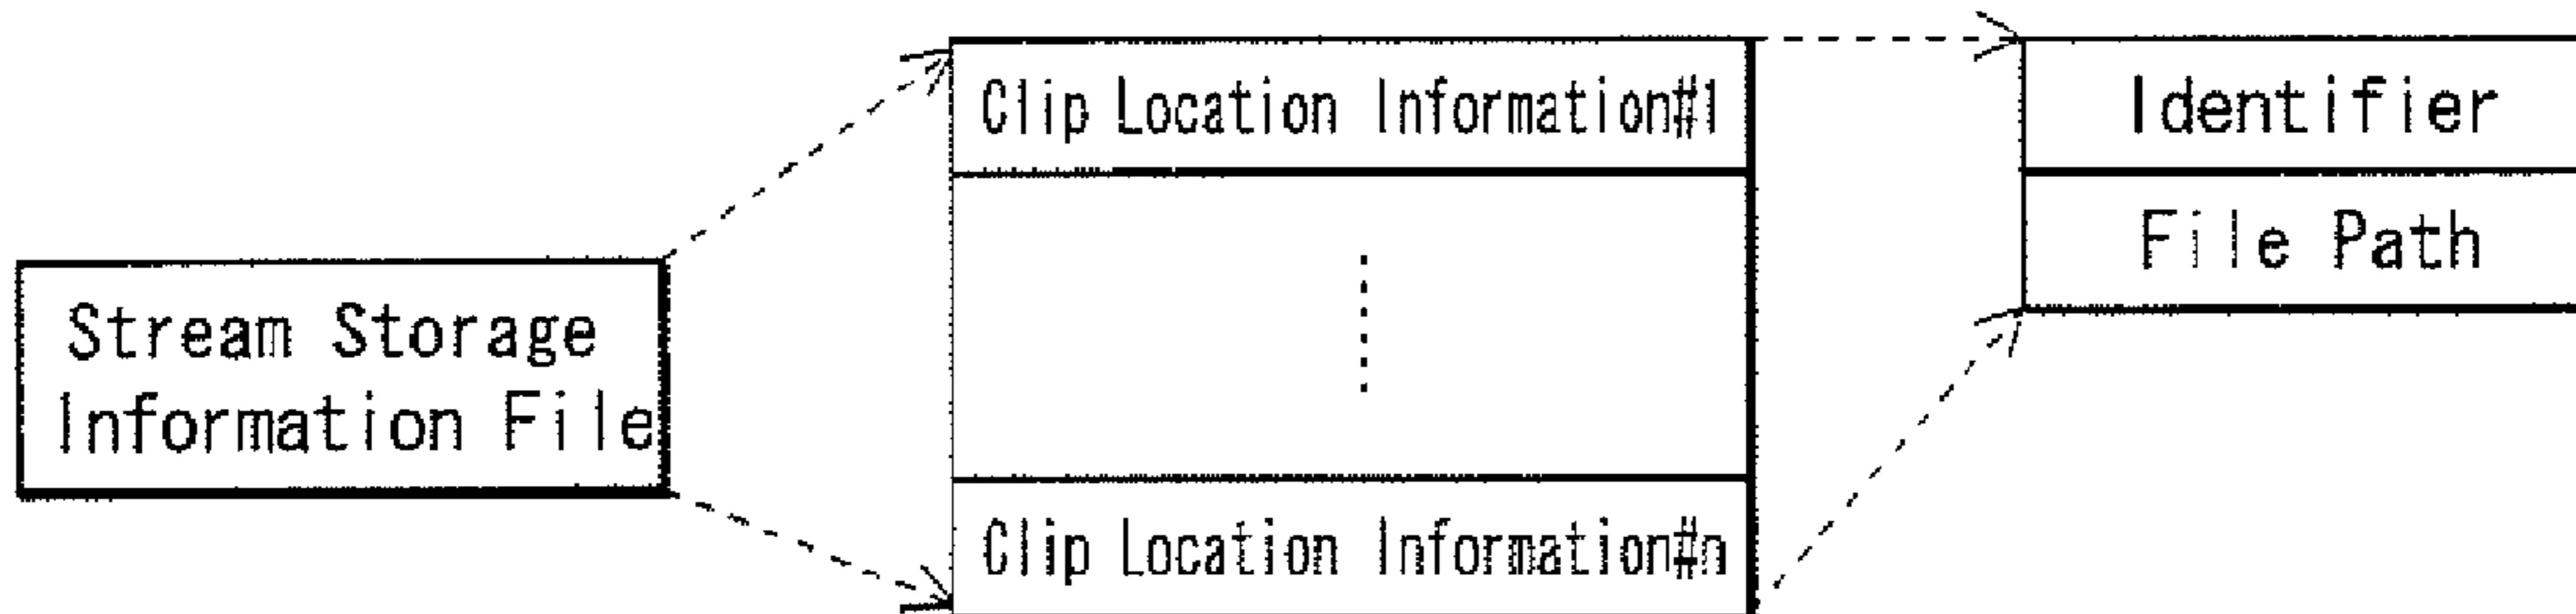 Stream Storage
Information File
Clip Location Information#1
Clip Location Information#n
Identifier
File Path